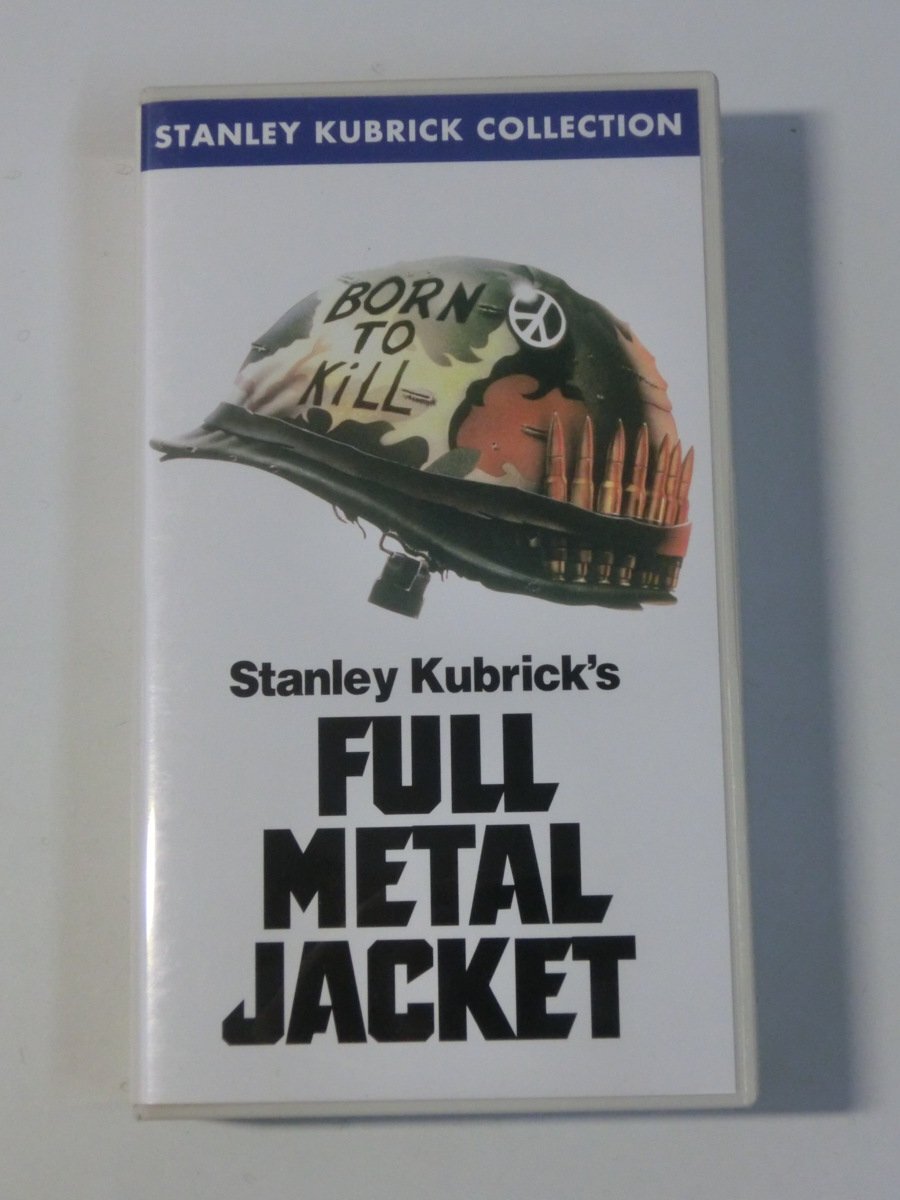 STANLEY KUBRICK COLLECTION
BORN
TO
KiLL
Stanley Kubrick's
FULL
METAL
JACKET